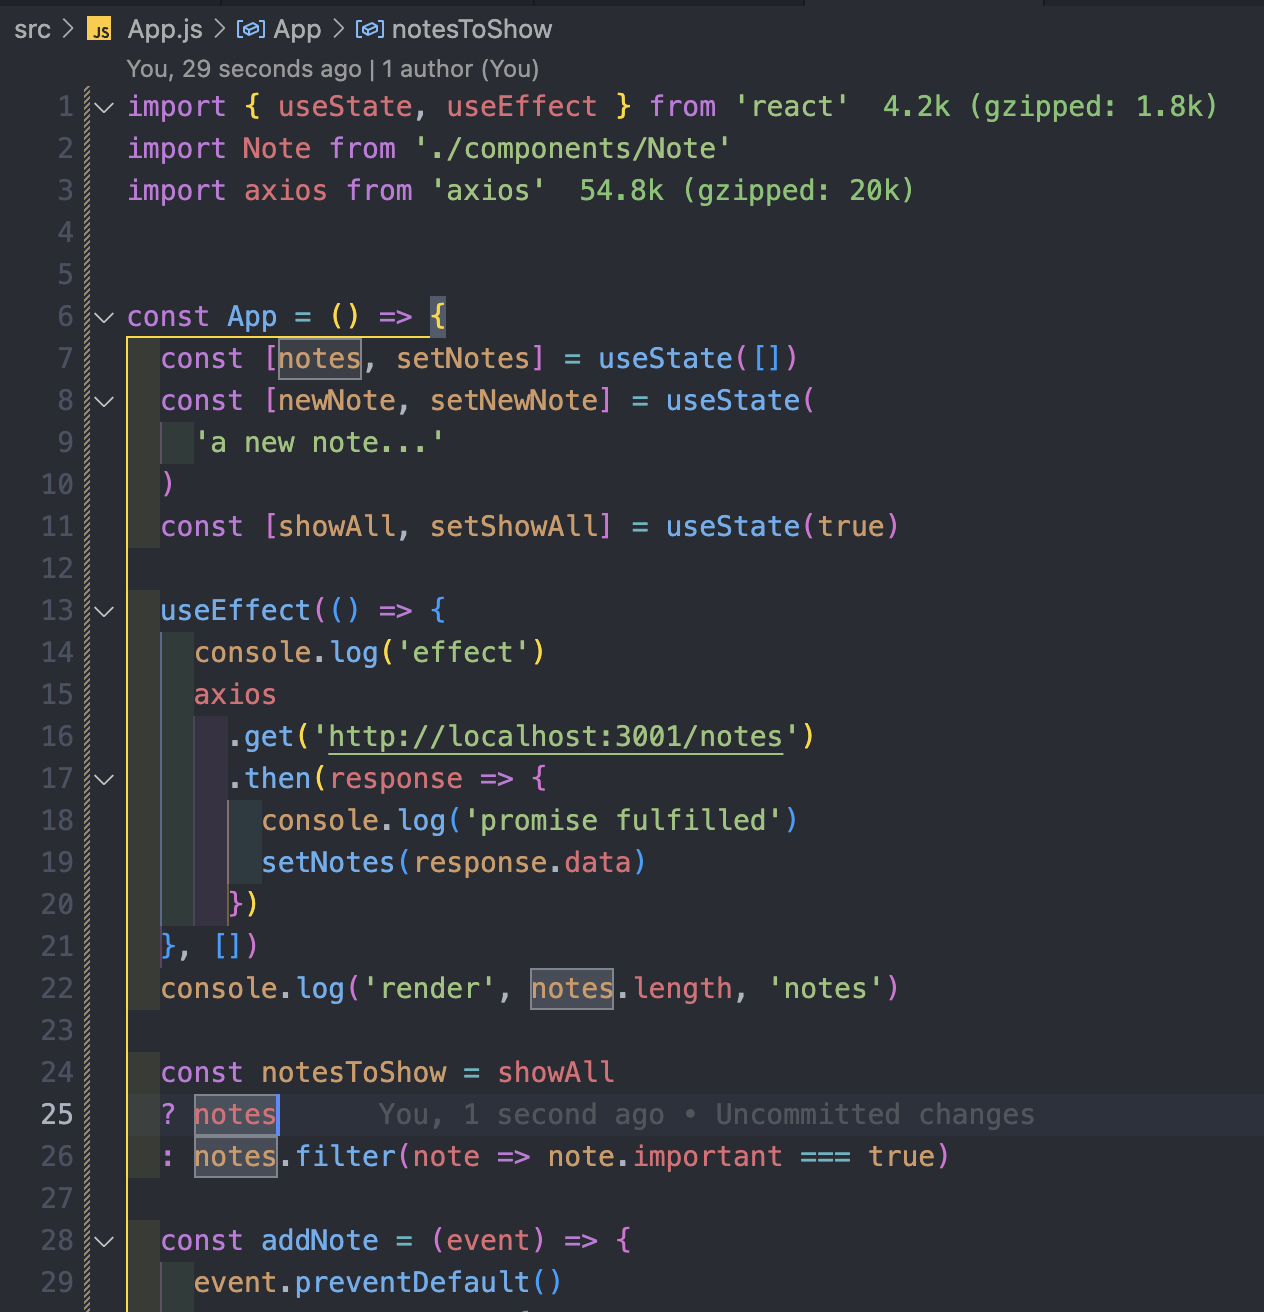 src > JS App.js > App > notesToShow
You, 29 seconds ago | 1 author (You)
1 import { useState, useEffect } from 'react' 4.2k (gzipped: 1.8k)
2 import Note from './components/Note'
3 import axios from 'axios' 54.8k (gzipped: 20k)
4
5
6 const App = () => {
7 const [notes, setNotes] = useState([])
8 const [newNote, setNewNote] = useState(
9 'a new note...'
10 )
11 const [showAll, setShowAll] = useState(true)
12
13 useEffect(() => {
14 console.log('effect')
15 axios
16 .get('http://localhost:3001/notes')
17 .then(response => {
18 console.log('promise fulfilled')
19 setNotes(response.data)
20 })
21 }, [])
22 console.log('render', notes.length, 'notes')
23
24 const notesToShow = showAll
25 ? notes You, 1 second ago • Uncommitted changes
26 : notes.filter(note => note.important === true)
27
28 const addNote = (event) => {
29 event.preventDefault()